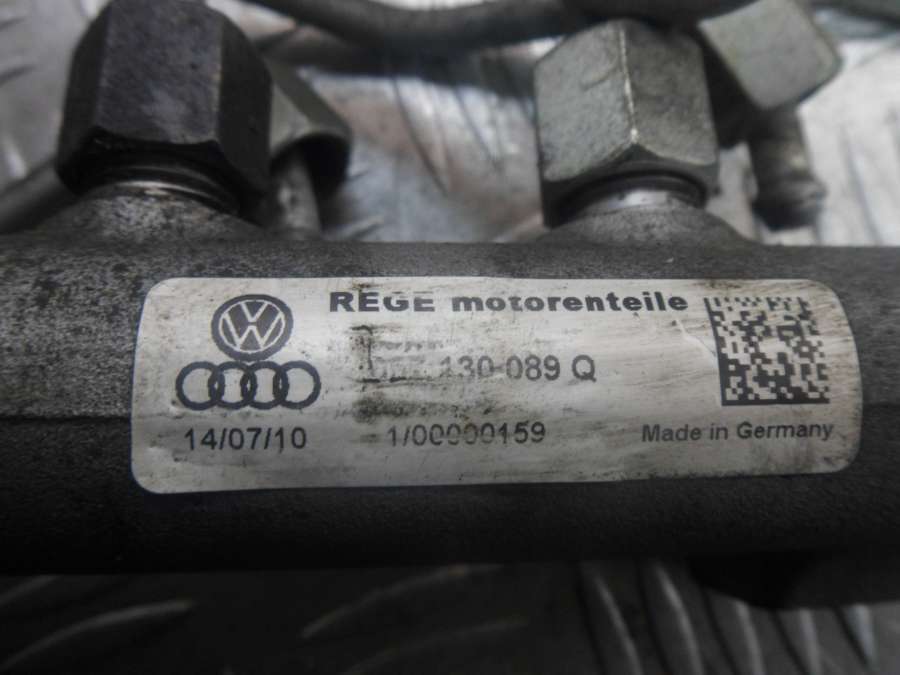 REGE motorenteile
130-089 Q
14/07/10 1/00000159 Made in Germany